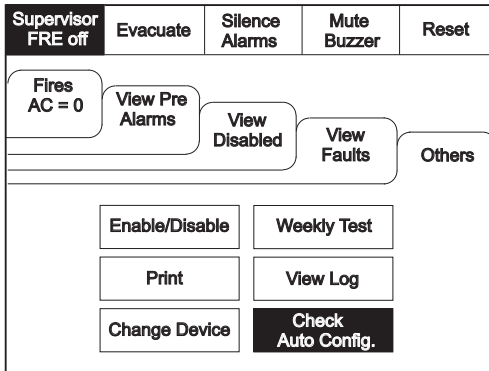 Supervisor
FRE off
Evacuate
Silence
Alarms
Mute
Buzzer
Reset
Fires
AC = 0
View Pre
Alarms
View
Disabled
View
Faults
Others
Enable/Disable
Weekly Test
Print
View Log
Change Device
Check
Auto Config.